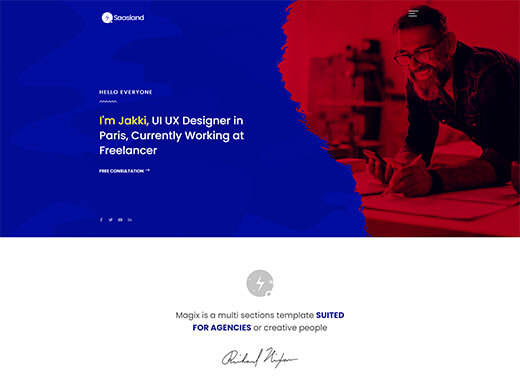 Saasland
HELLO EVERYONE
I'm Jakki, UI UX Designer in
Paris, Currently Working at
Freelancer
FREE CONSULTATION
Magix is a multi sections template SUITED
FOR AGENCIES or creative people
Richard Nixon